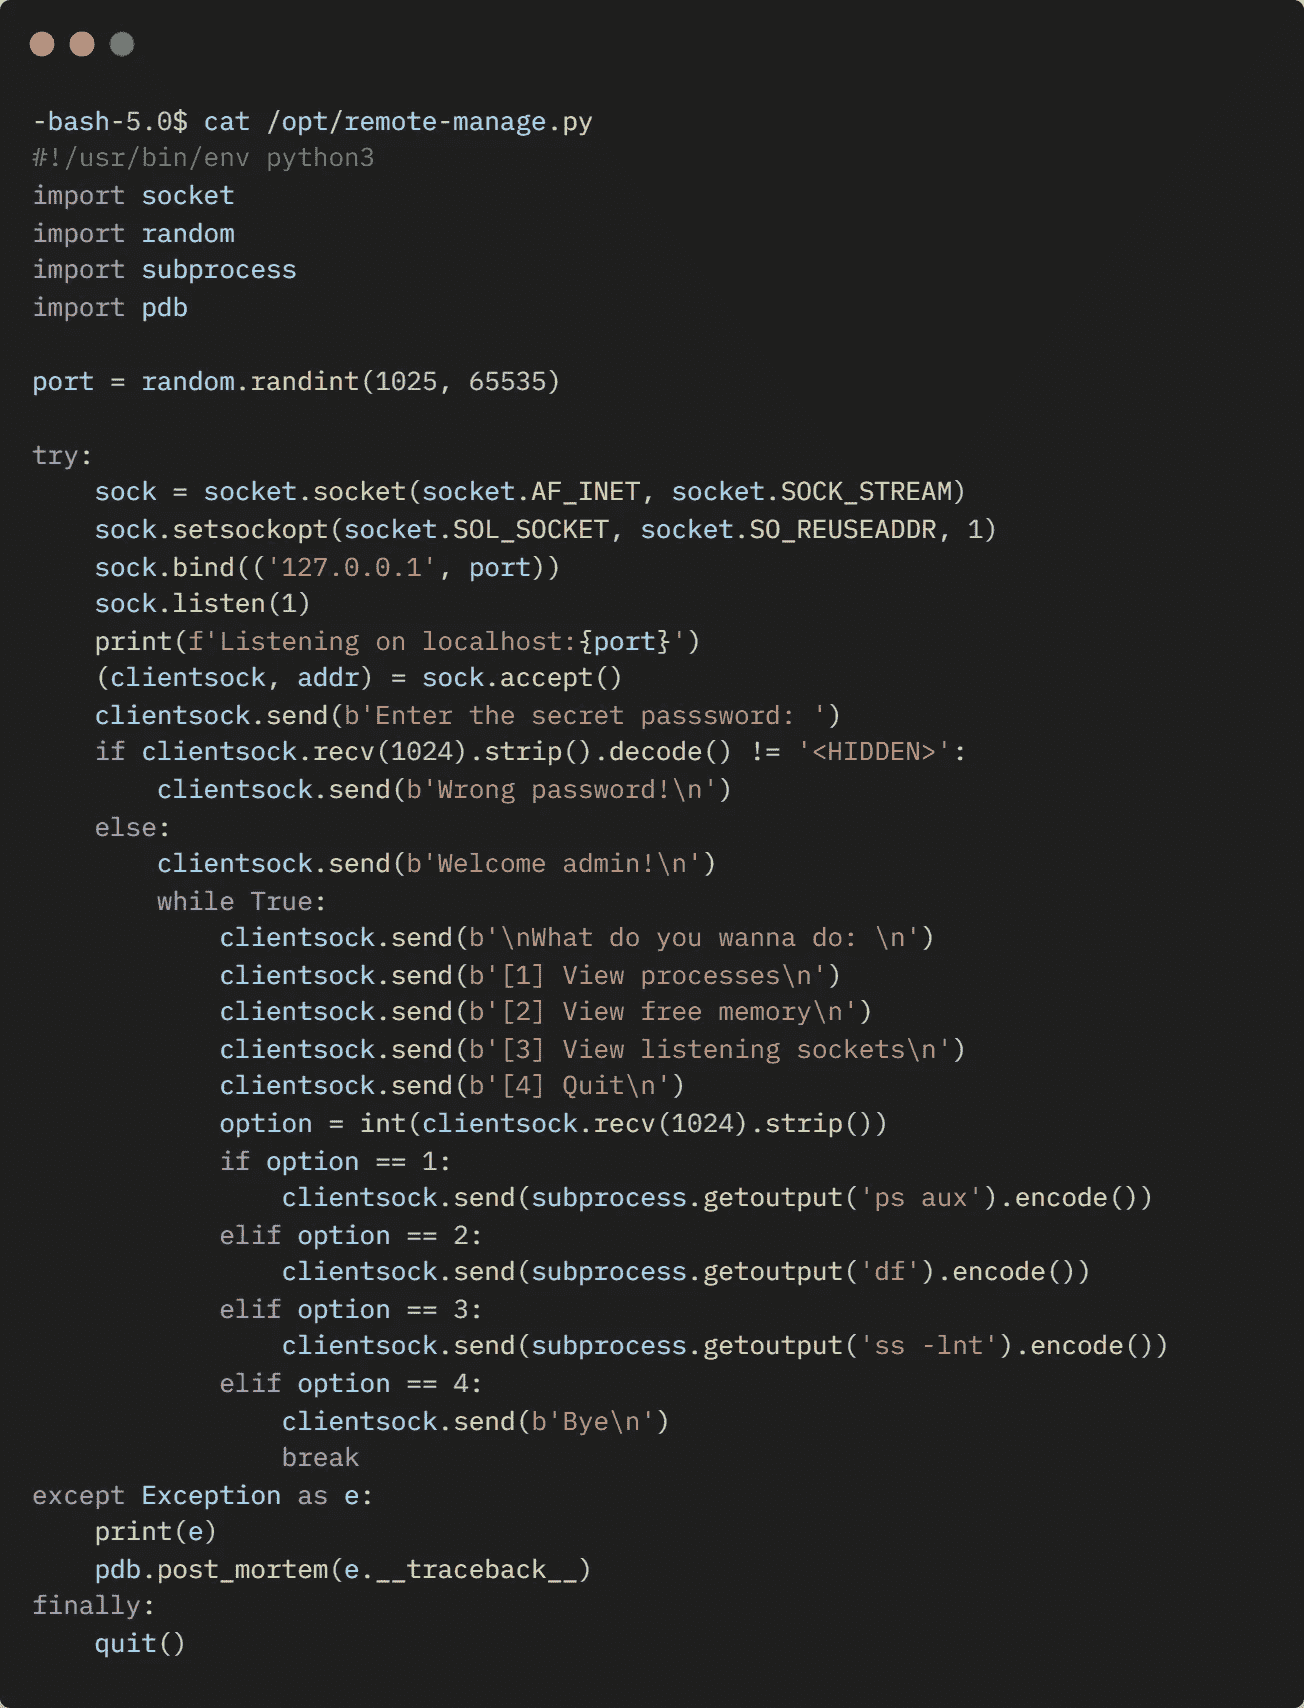 -bash-5.0$ cat /opt/remote-manage.py
#!/usr/bin/env python3
import socket
import random
import subprocess
import pdb

port = random.randint(1025, 65535)

try:
    sock = socket.socket(socket.AF_INET, socket.SOCK_STREAM)
    sock.setsockopt(socket.SOL_SOCKET, socket.SO_REUSEADDR, 1)
    sock.bind(('127.0.0.1', port))
    sock.listen(1)
    print(f'Listening on localhost:{port}')
    (clientsock, addr) = sock.accept()
    clientsock.send(b'Enter the secret passsword: ')
    if clientsock.recv(1024).strip().decode() != '<HIDDEN>':
        clientsock.send(b'Wrong password!\n')
    else:
        clientsock.send(b'Welcome admin!\n')
        while True:
            clientsock.send(b'\nWhat do you wanna do: \n')
            clientsock.send(b'[1] View processes\n')
            clientsock.send(b'[2] View free memory\n')
            clientsock.send(b'[3] View listening sockets\n')
            clientsock.send(b'[4] Quit\n')
            option = int(clientsock.recv(1024).strip())
            if option == 1:
                clientsock.send(subprocess.getoutput('ps aux').encode())
            elif option == 2:
                clientsock.send(subprocess.getoutput('df').encode())
            elif option == 3:
                clientsock.send(subprocess.getoutput('ss -lnt').encode())
            elif option == 4:
                clientsock.send(b'Bye\n')
                break
except Exception as e:
    print(e)
    pdb.post_mortem(e.__traceback__)
finally:
    quit()